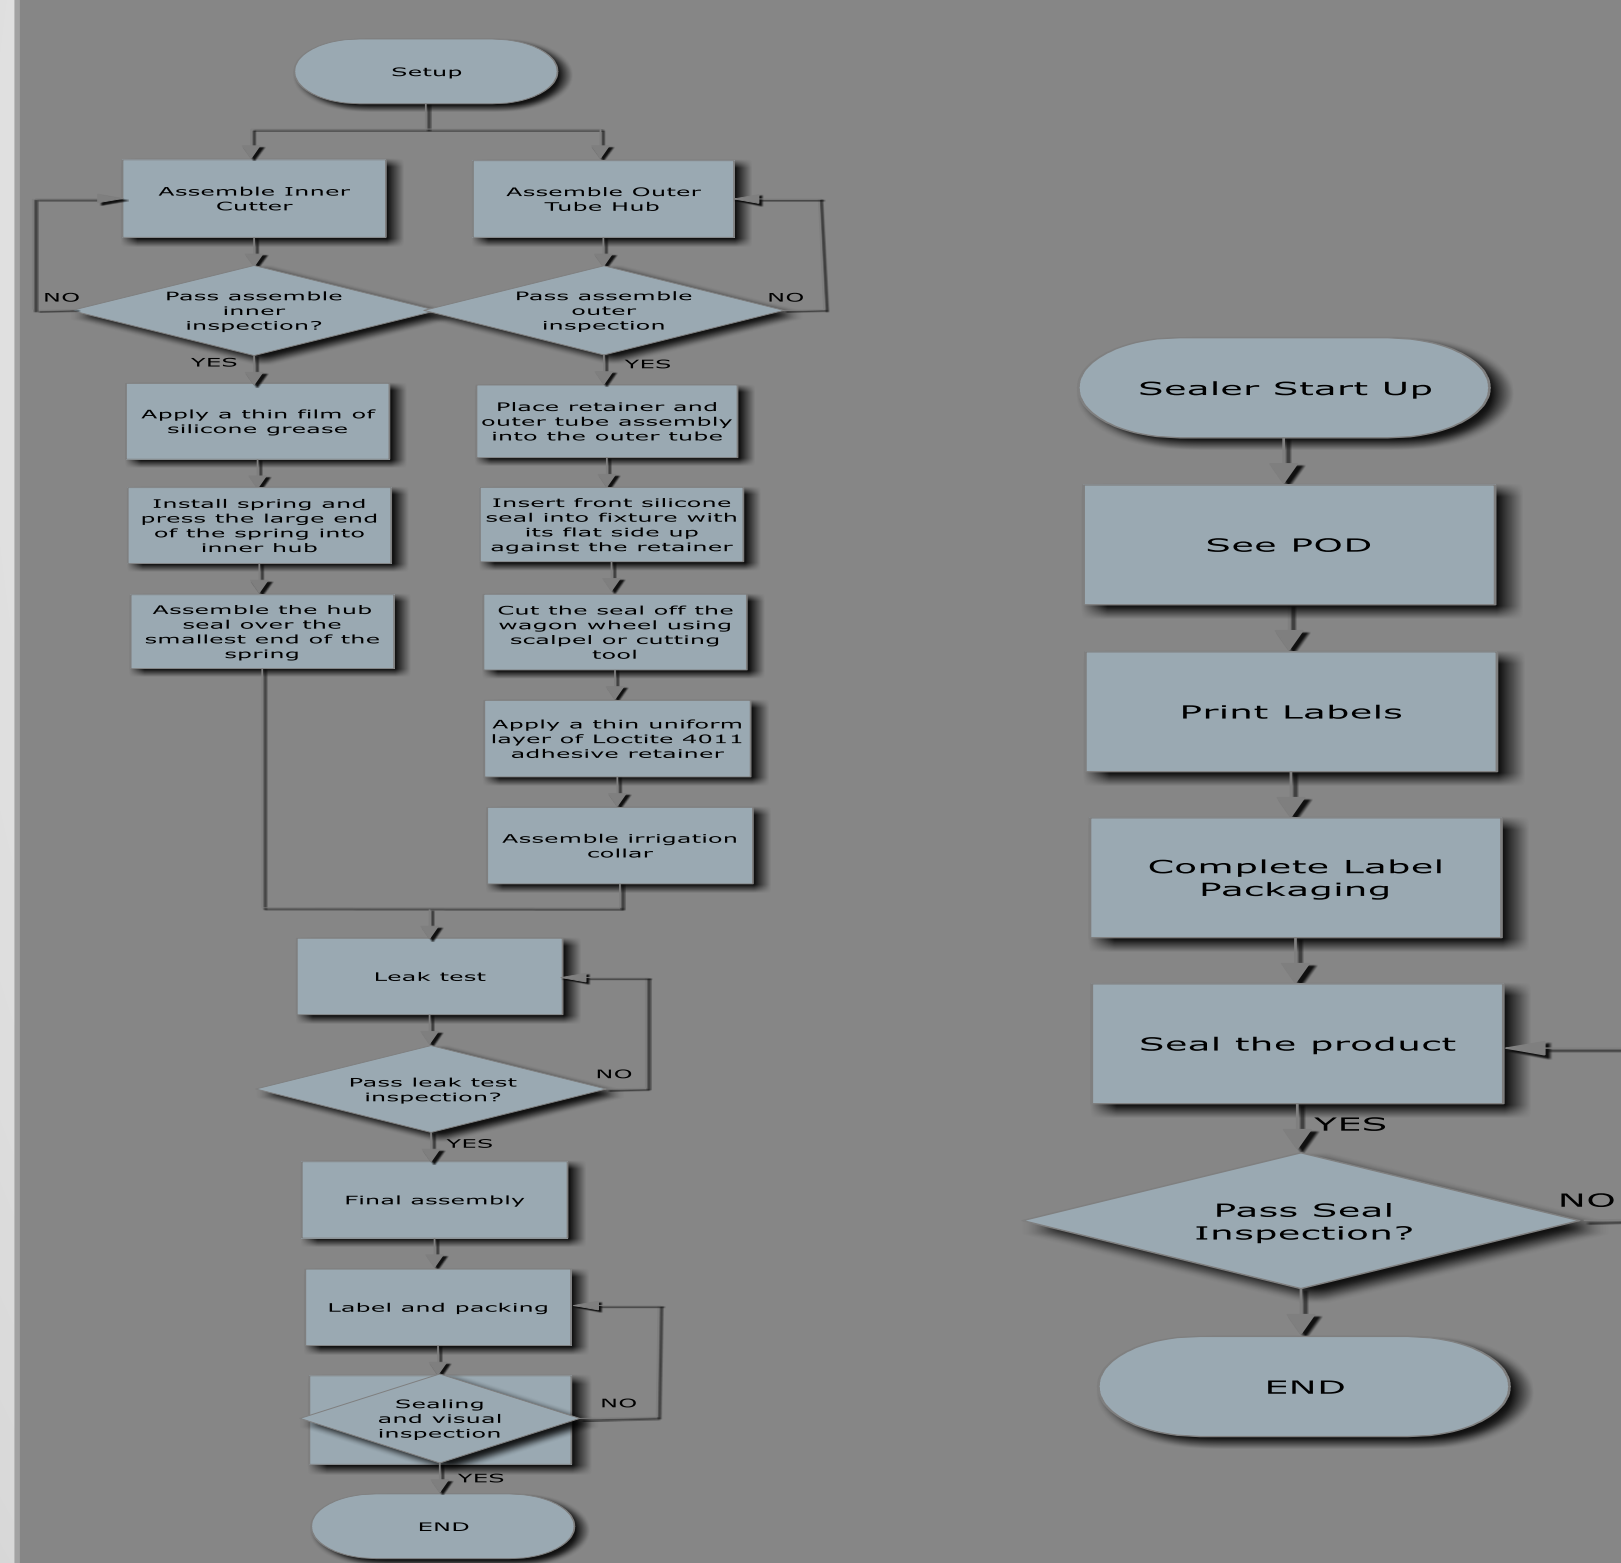 Setup
Assemble Inner
Cutter
Assemble Outer
Tube Hub
NO
Pass assemble
inner
inspection?
Pass assemble
outer
inspection
NO
YES
YES
Apply a thin film of
silicone grease
Place retainer and
outer tube assembly
into the outer tube
Install spring and
press the large end
of the spring into
inner hub
Insert front silicone
seal into fixture with
its flat side up
against the retainer
Assemble the hub
seal over the
smallest end of the
spring
Cut the seal off the
wagon wheel using
scalpel or cutting
tool
Apply a thin uniform
layer of Loctite 4011
adhesive retainer
Assemble irrigation
collar
Leak test
Pass leak test
inspection?
NO
YES
Final assembly
Label and packing
Sealing
and visual
inspection
NO
YES
END
Sealer Start Up
See POD
Print Labels
Complete Label
Packaging
Seal the product
YES
Pass Seal
Inspection?
NO
END